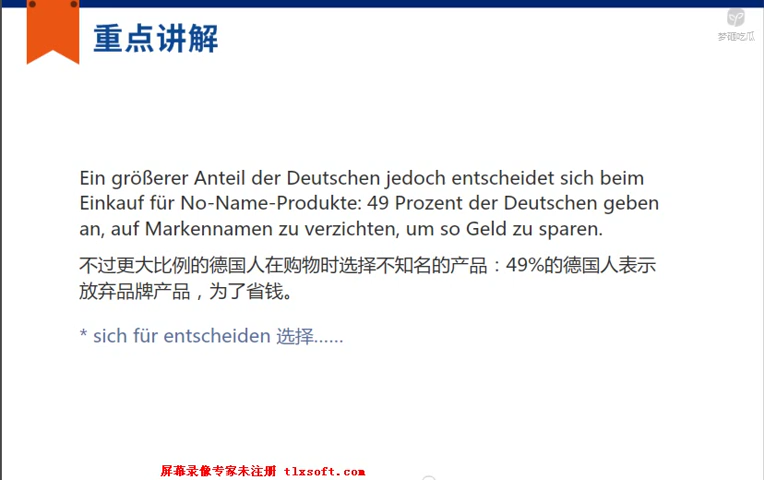 重点讲解
梦砸吃瓜
Ein größerer Anteil der Deutschen jedoch entscheidet sich beim
Einkauf für No-Name-Produkte: 49 Prozent der Deutschen geben
an, auf Markennamen zu verzichten, um so Geld zu sparen.
不过更大比例的德国人在购物时选择不知名的产品：49%的德国人表示
放弃品牌产品，为了省钱。
* sich für entscheiden 选择......
屏幕录像专家未注册 tlxsoft.com